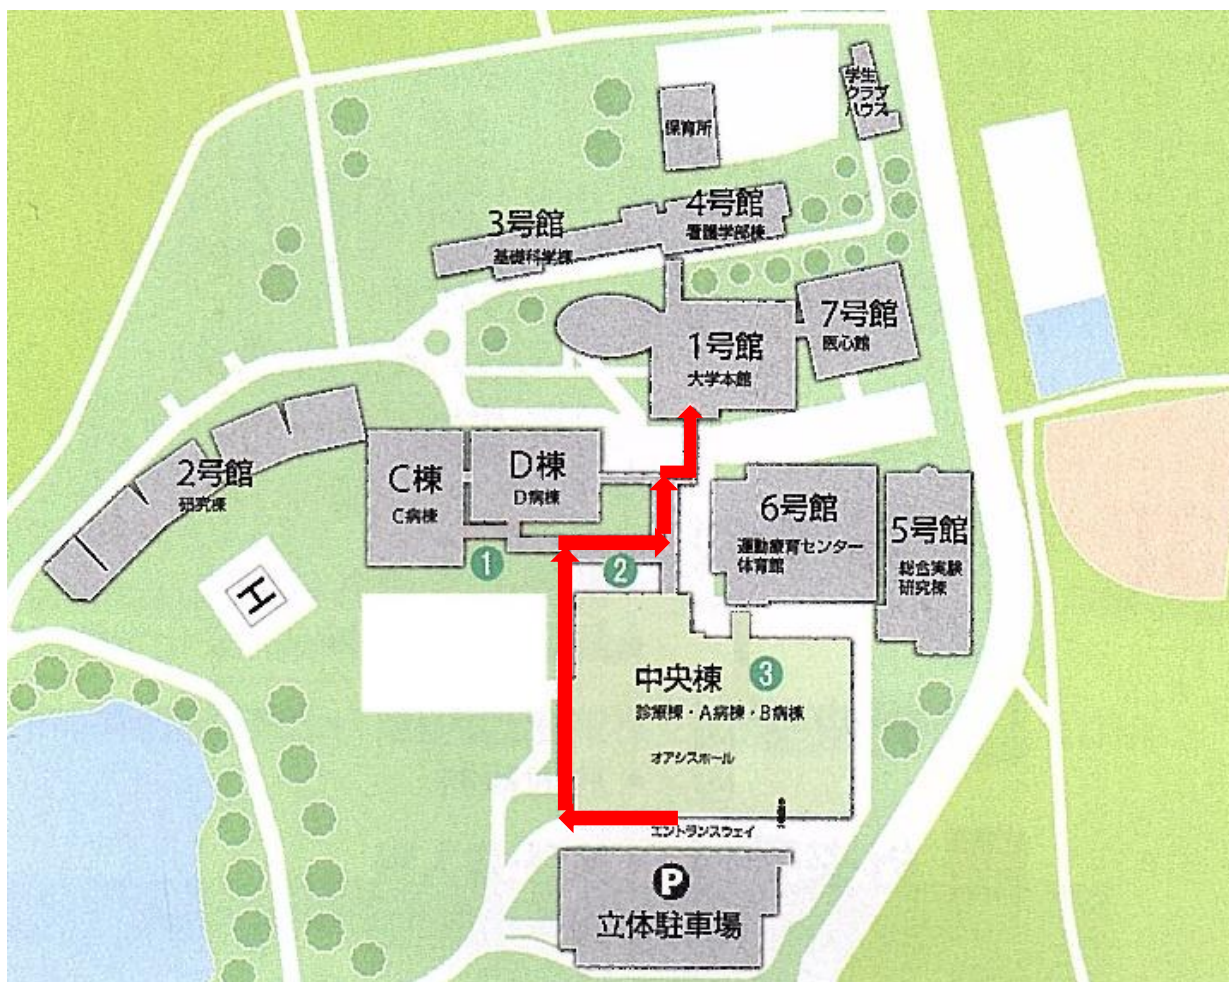 学生
クラブ
ハウス
保育所
4号館
看護学部棟
3号館
基礎科学棟
7号館
医心館
1号館
大学本館
2号館
研究棟
C棟
C病棟
D棟
D病棟
6号館
運動療育センター
体育館
5号館
総合実験
研究棟
1
2
H
中央棟
3
診療棟・A病棟・B病棟
オアシスホール
エントランスウェイ
P
立体駐車場